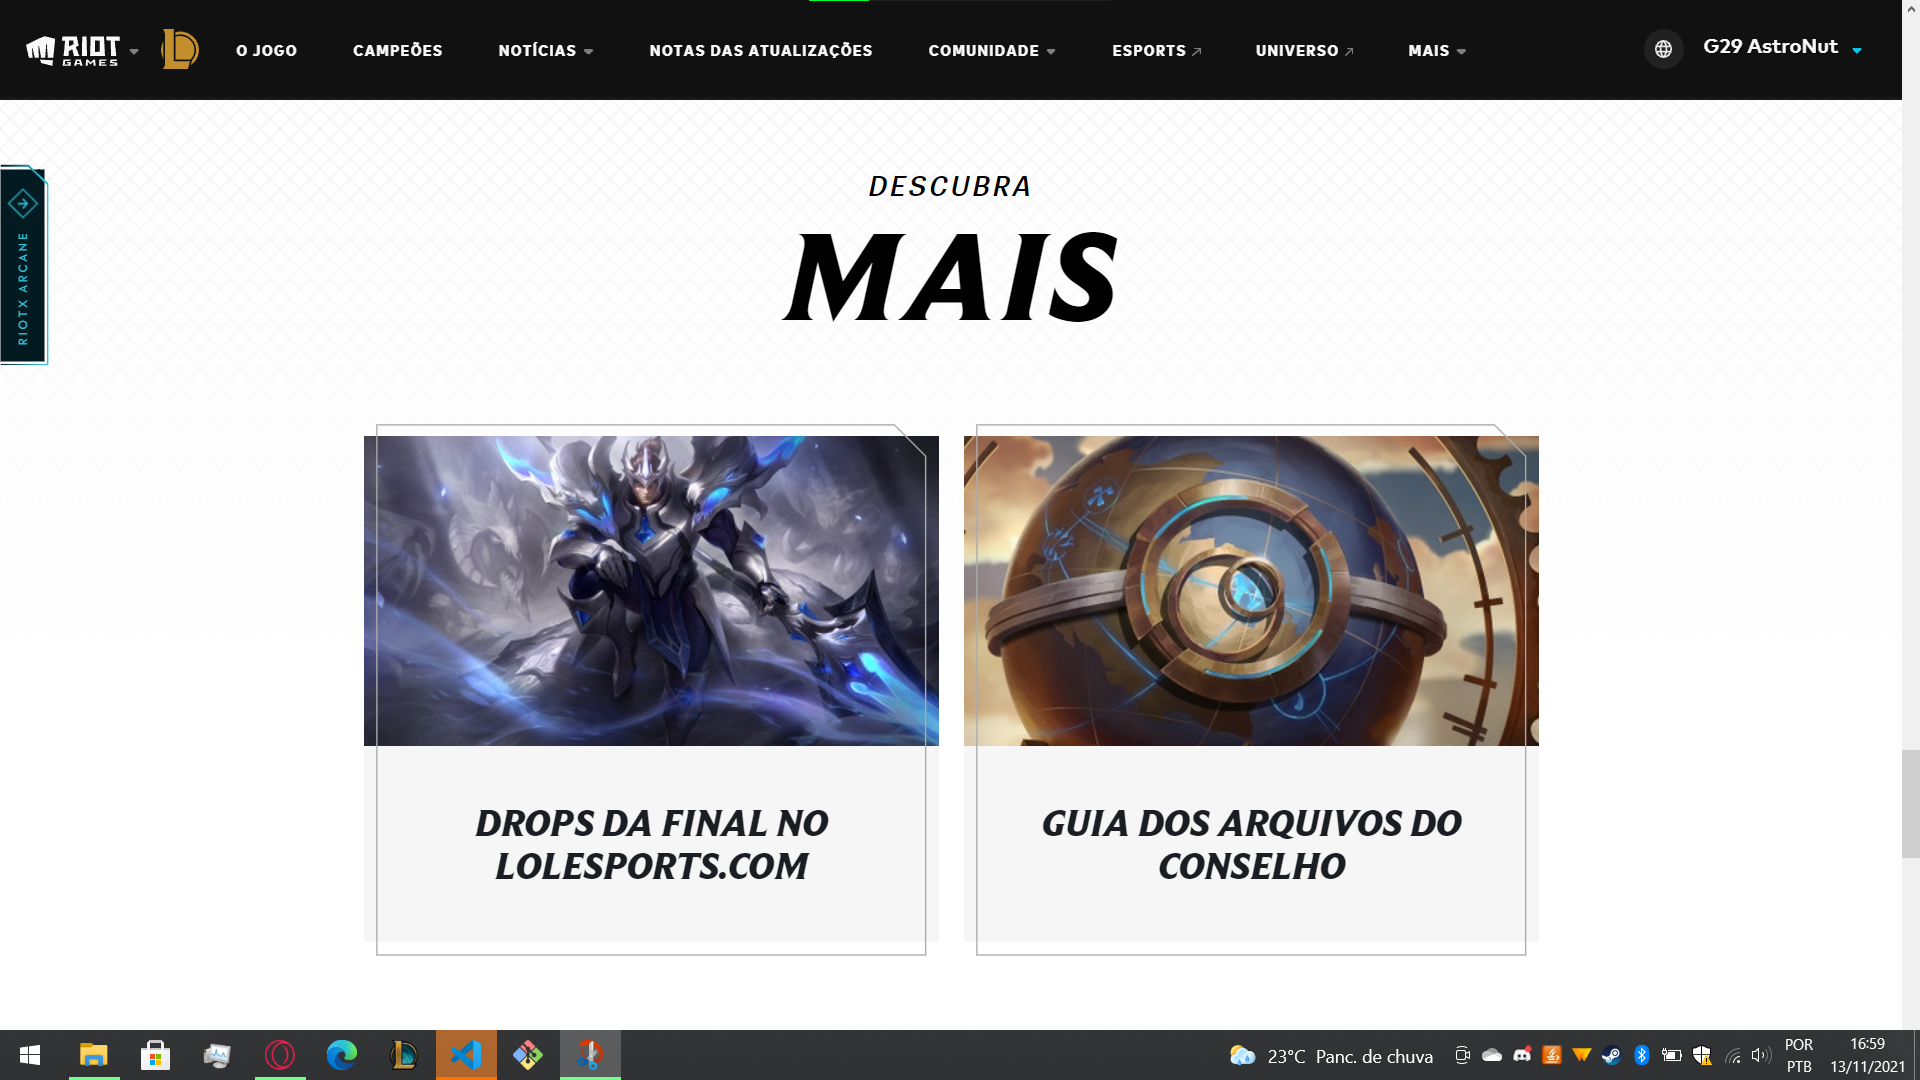 RIOT GAMES
O JOGO
CAMPEÕES
NOTÍCIAS
NOTAS DAS ATUALIZAÇÕES
COMUNIDADE
ESPORTS
UNIVERSO
MAIS
G29 AstroNut
RIOTX ARCANE
DESCUBRA
MAIS
DROPS DA FINAL NO
LOLESPORTS.COM
GUIA DOS ARQUIVOS DO
CONSELHO
23°C Panc. de chuva
POR
PTB
16:59
13/11/2021